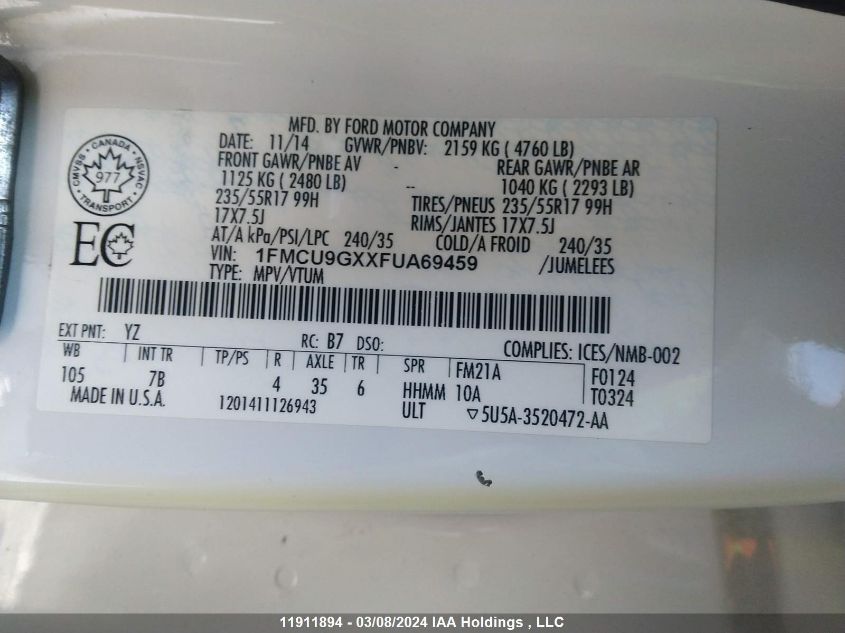 MFD. BY FORD MOTOR COMPANY
DATE: 11/14 GVWR/PNBV: 2159 KG ( 4760 LB)
FRONT GAWR/PNBE AV - REAR GAWR/PNBE AR
1125 KG ( 2480 LB) -- 1040 KG ( 2293 LB)
235/55R17 99H TIRES/PNEUS 235/55R17 99H
17X7.5J RIMS/JANTES 17X7.5J
AT/A kPa/PSI/LPC 240/35 COLD/A FROID 240/35
VIN: 1FMCU9GXXFUA69459 /JUMELEES
TYPE: MPV/VTUM
CANADA
CMVSS NSVAC
977
TRANSPORT
EC
EXT PNT: YZ RC: B7 DSO: COMPLIES: ICES/NMB-002
WB INT TR TP/PS R AXLE TR SPR FM21A F0124
105 7B 4 35 6 HHMM 10A T0324
MADE IN U.S.A. 1201411126943 ULT ▽5U5A-3520472-AA
11911894 - 03/08/2024 IAA Holdings , LLC